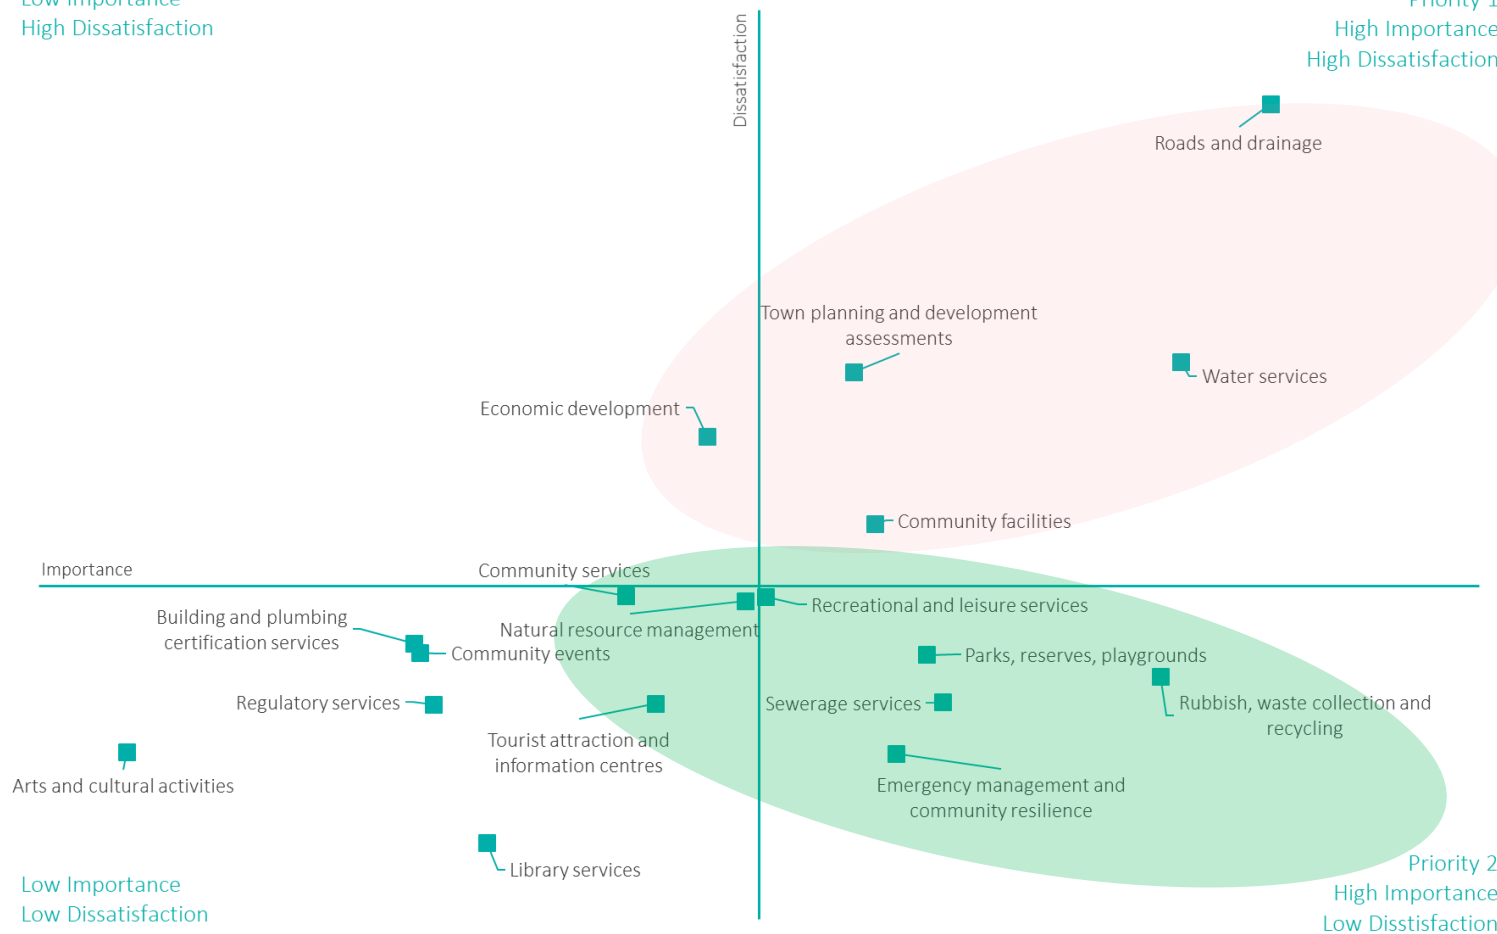 Low Importance
High Dissatisfaction
Dissatisfaction
Priority 1
High Importance
High Dissatisfaction
Roads and drainage
Town planning and development
assessments
Water services
Economic development
Community facilities
Importance
Community services
Building and plumbing
certification services
Recreational and leisure services
Natural resource management
Community events
Parks, reserves, playgrounds
Regulatory services
Sewerage services
Rubbish, waste collection and
recycling
Tourist attraction and
information centres
Arts and cultural activities
Emergency management and
community resilience
Library services
Low Importance
Low Dissatisfaction
Priority 2
High Importance
Low Disstisfaction